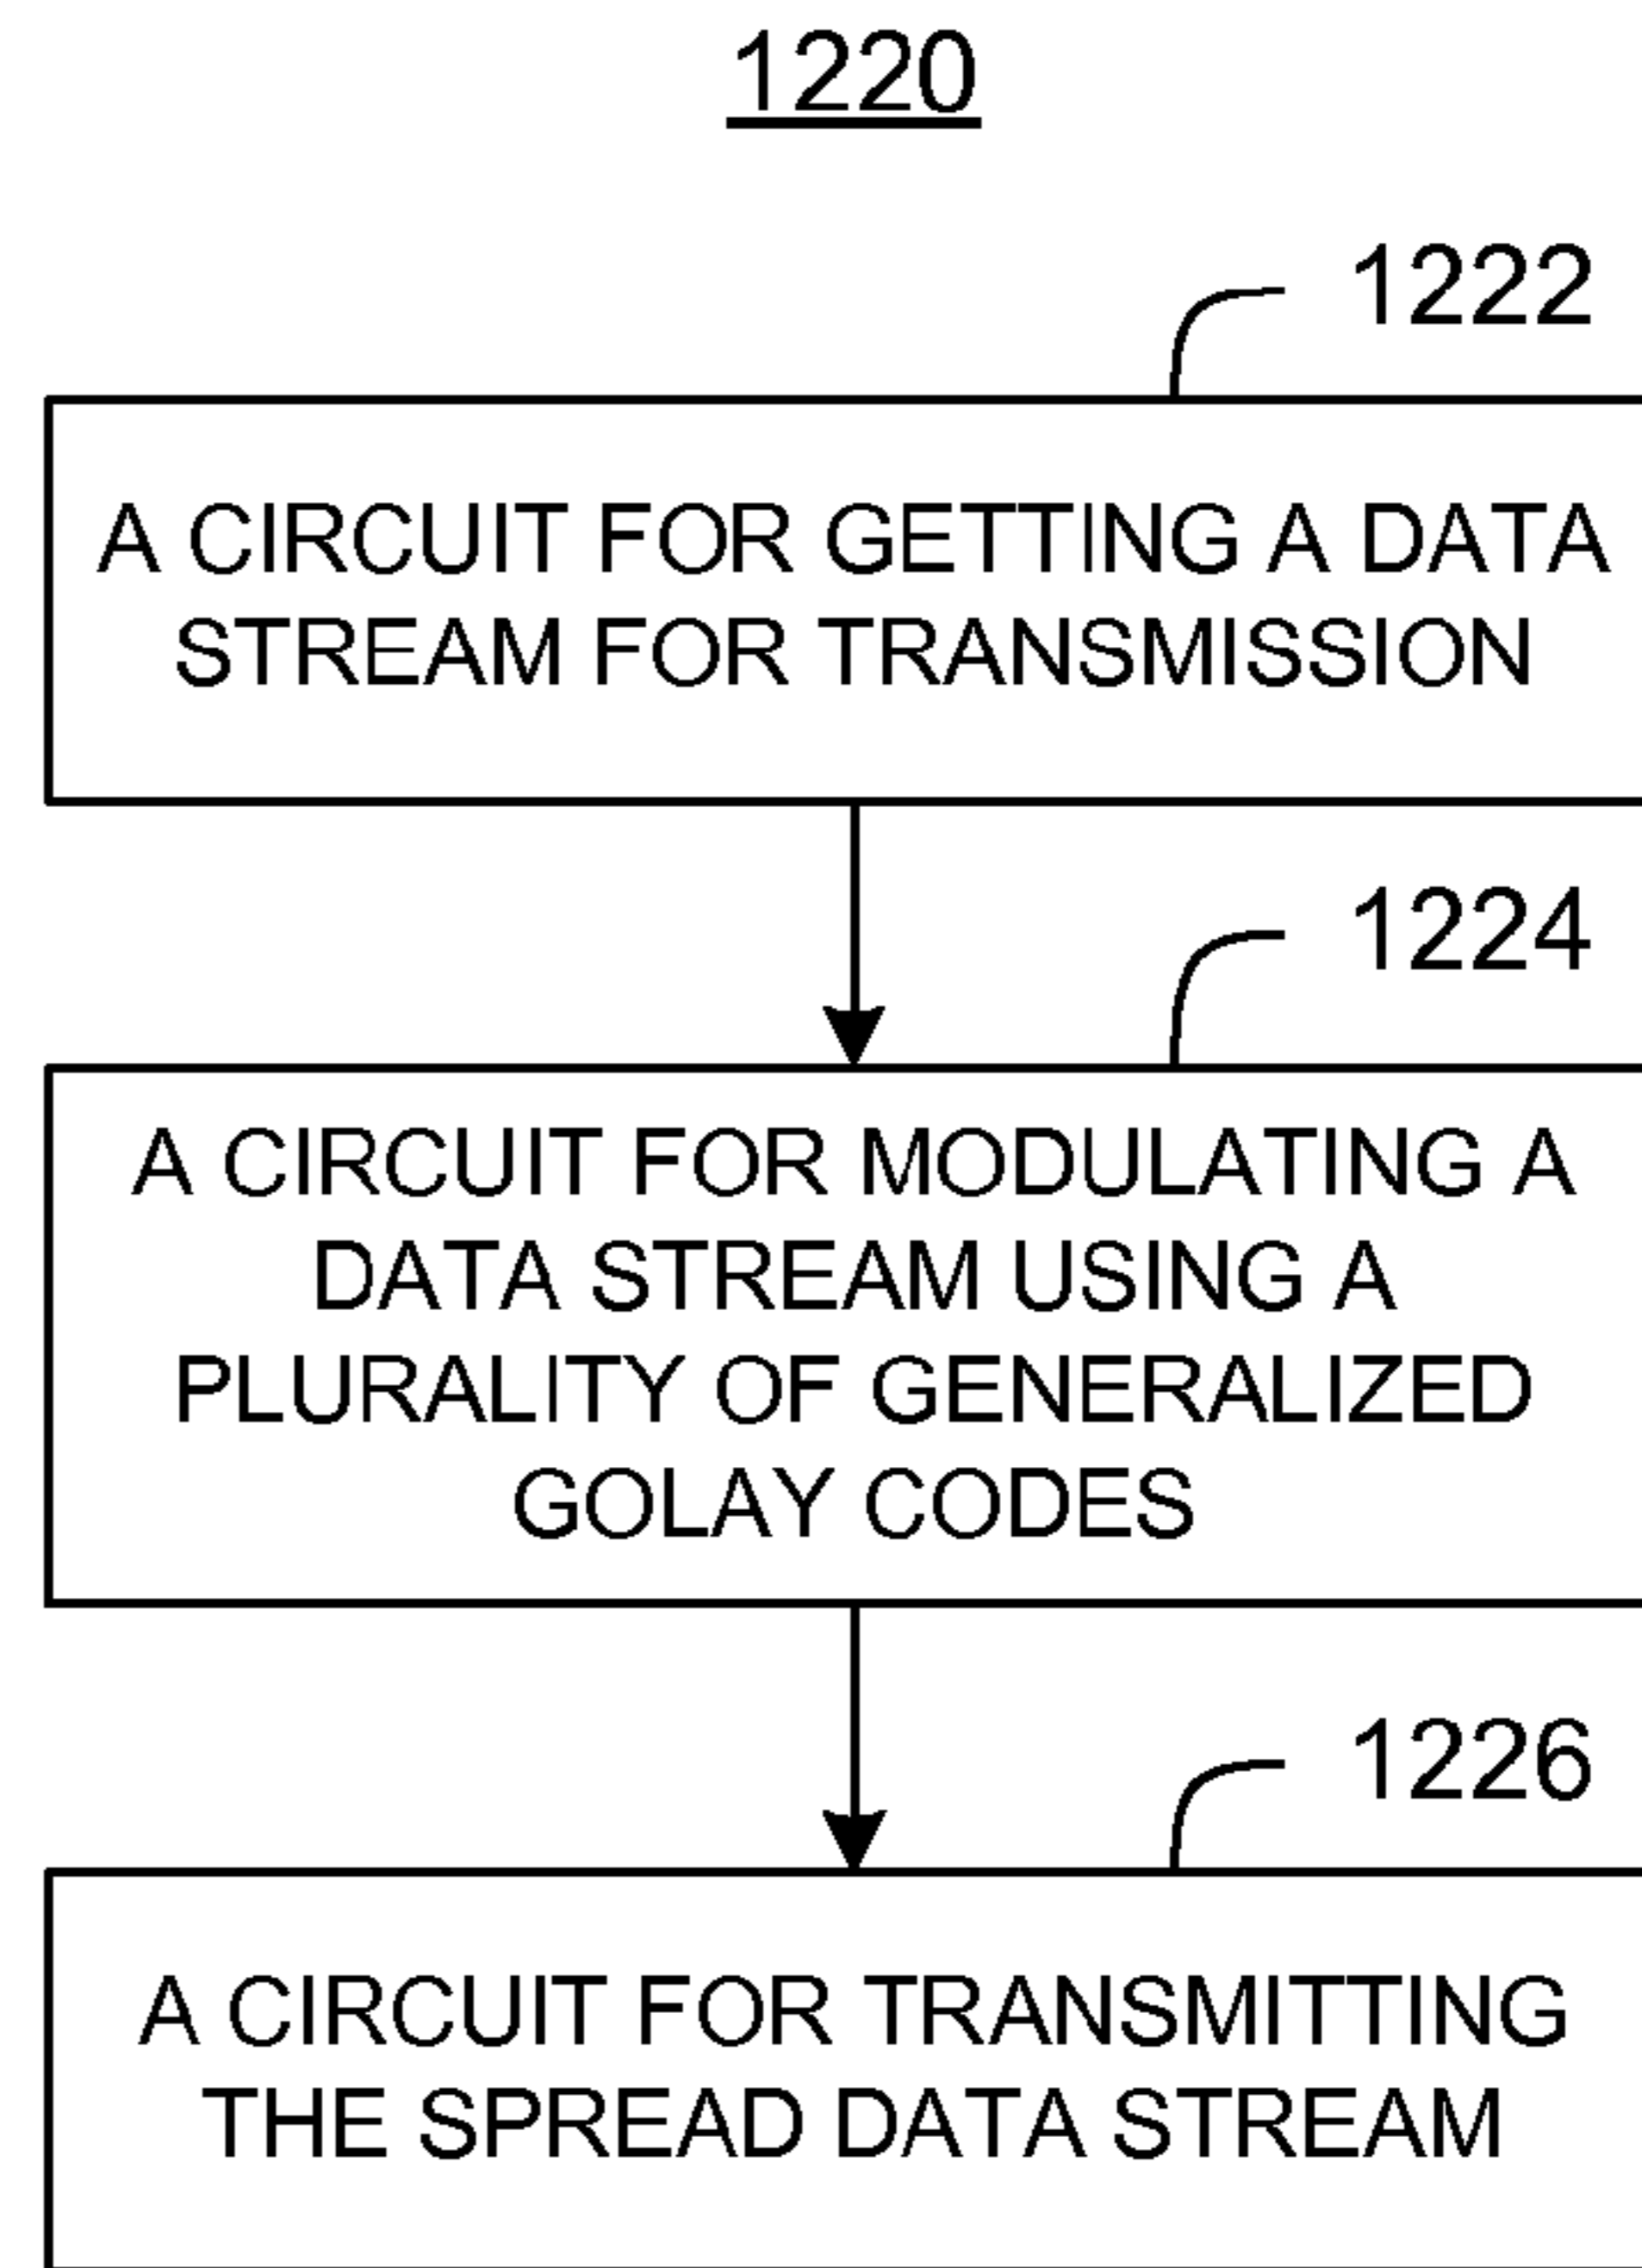 1220
1222
A CIRCUIT FOR GETTING A DATA
STREAM FOR TRANSMISSION
1224
A CIRCUIT FOR MODULATING A
DATA STREAM USING A
PLURALITY OF GENERALIZED
GOLAY CODES
1226
A CIRCUIT FOR TRANSMITTING
THE SPREAD DATA STREAM